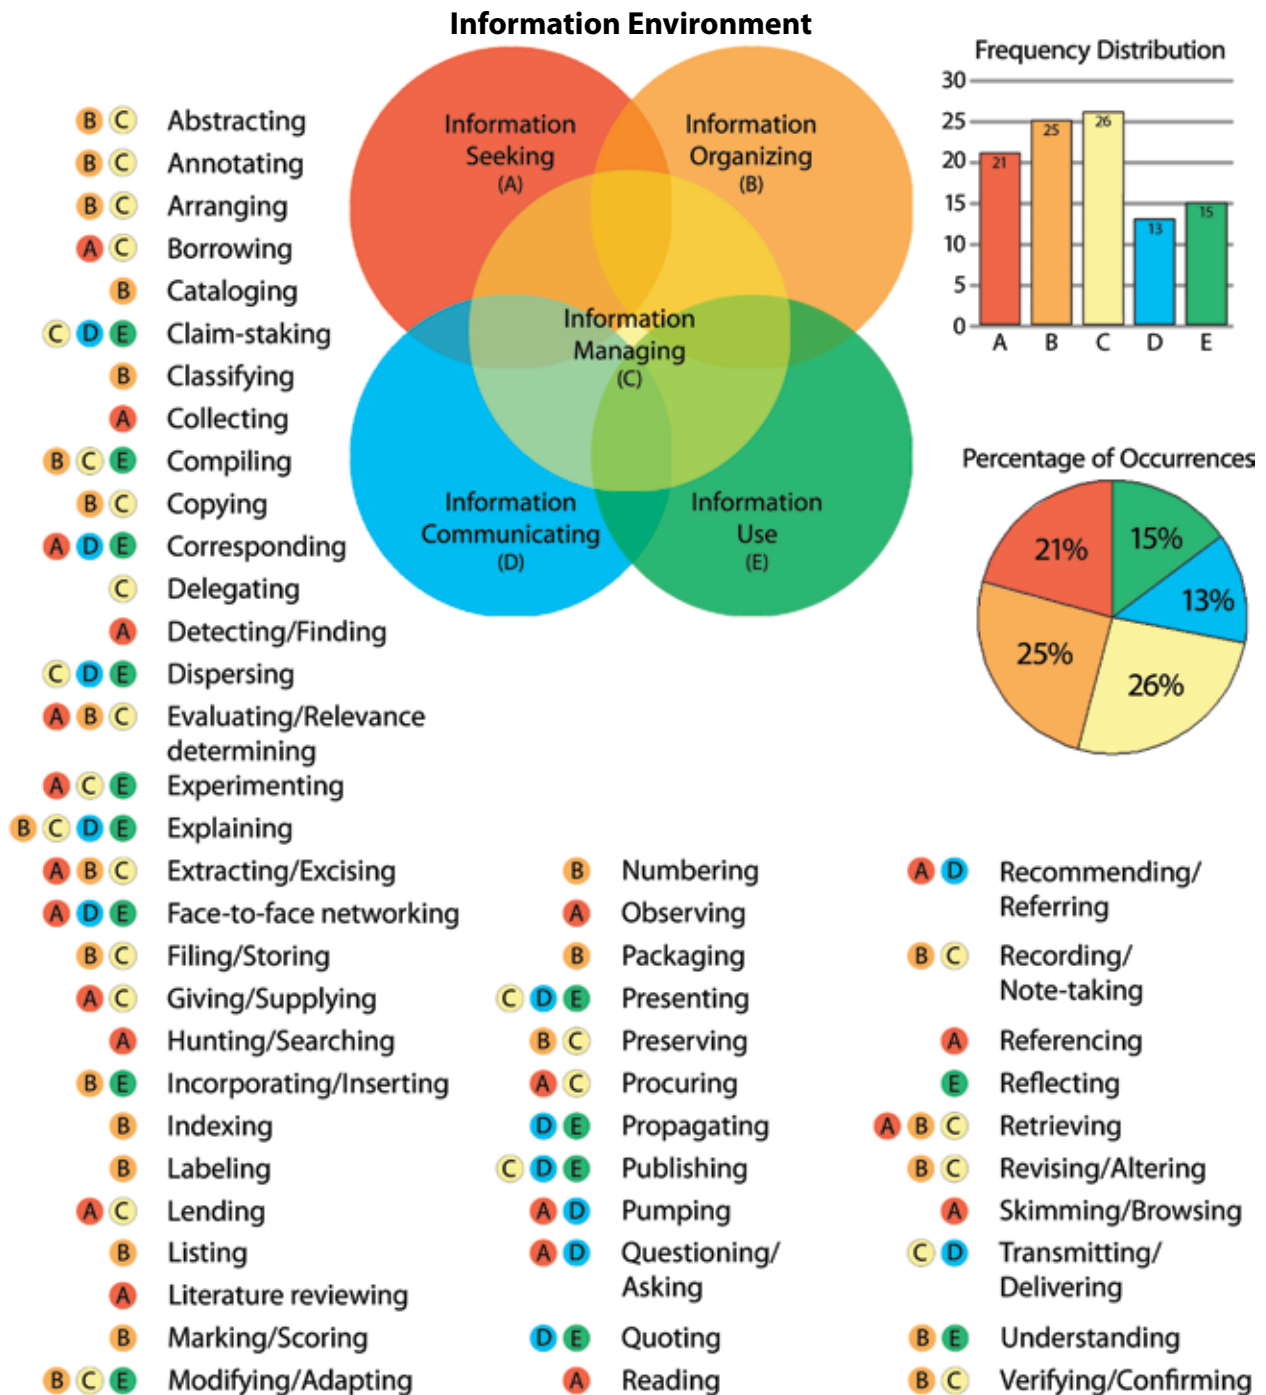 Information Environment
Information
Seeking
(A)
Information
Organizing
(B)
Information
Managing
(C)
Information
Communicating
(D)
Information
Use
(E)
Frequency Distribution
30
25
20
15
10
5
0
21
25
26
13
15
A B C D E
Percentage of Occurrences
21%
15%
13%
25%
26%
B C Abstracting
B C Annotating
B C Arranging
A C Borrowing
B Cataloging
C D E Claim-staking
B Classifying
A Collecting
B C E Compiling
B C Copying
A D E Corresponding
C Delegating
A Detecting/Finding
C D E Dispersing
A B C Evaluating/Relevance
determining
A C E Experimenting
B C D E Explaining
A B C Extracting/Excising
A D E Face-to-face networking
B C Filing/Storing
A C Giving/Supplying
A Hunting/Searching
B E Incorporating/Inserting
B Indexing
B Labeling
A C Lending
B Listing
A Literature reviewing
B Marking/Scoring
B C E Modifying/Adapting
B Numbering
A Observing
B Packaging
C D E Presenting
B C Preserving
A C Procuring
D E Propagating
C D E Publishing
A D Pumping
A D Questioning/
Asking
D E Quoting
A Reading
A D Recommending/
Referring
B C Recording/
Note-taking
A Referencing
E Reflecting
A B C Retrieving
B C Revising/Altering
A Skimming/Browsing
C D Transmitting/
Delivering
B E Understanding
B C Verifying/Confirming